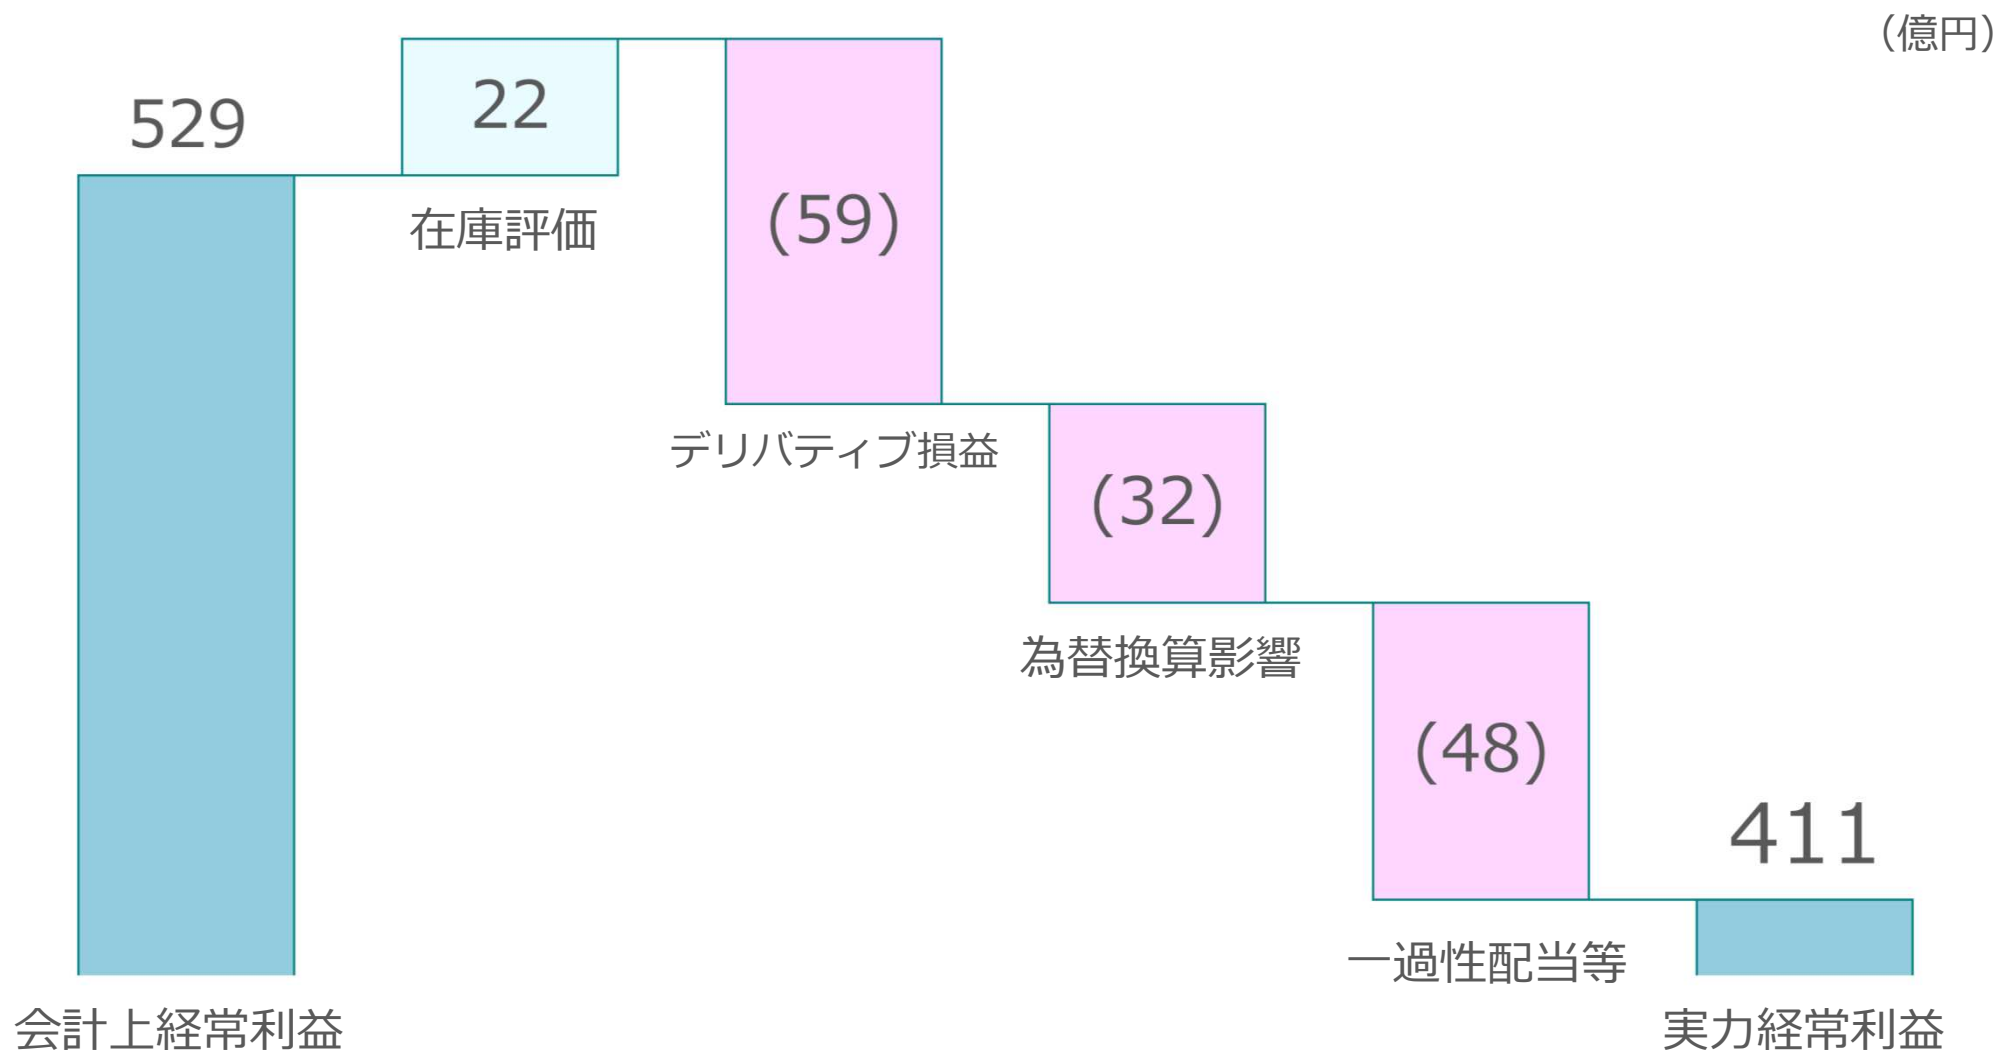 （億円）
529
22
在庫評価
(59)
デリバティブ損益
(32)
為替換算影響
(48)
一過性配当等
411
会計上経常利益
実力経常利益